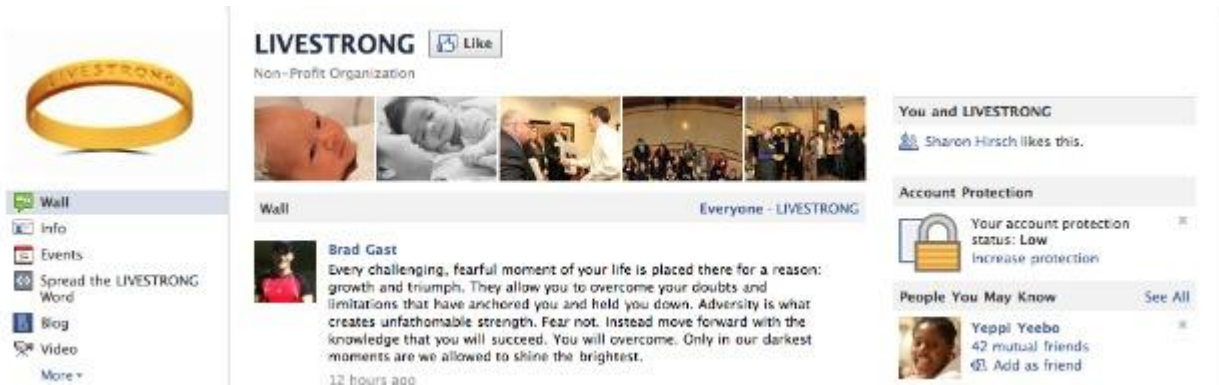 LIVESTRONG
Wall
Info
Events
Spread the LIVESTRONG
Word
Blog
Video
More
LIVESTRONG Like
Non-Profit Organization
Wall Everyone - LIVESTRONG
Brad Gast
Every challenging, fearful moment of your life is placed there for a reason:
growth and triumph. They allow you to overcome your doubts and
limitations that have anchored you and held you down. Adversity is what
creates unfathomable strength. Fear not. Instead move forward with the
knowledge that you will succeed. You will overcome. Only in our darkest
moments are we allowed to shine the brightest.
12 hours ago
You and LIVESTRONG
Sharon Hirsch likes this.
Account Protection
Your account protection
status: Low
Increase protection
People You May Know See All
Yeppi Yeebo
42 mutual friends
Add as friend